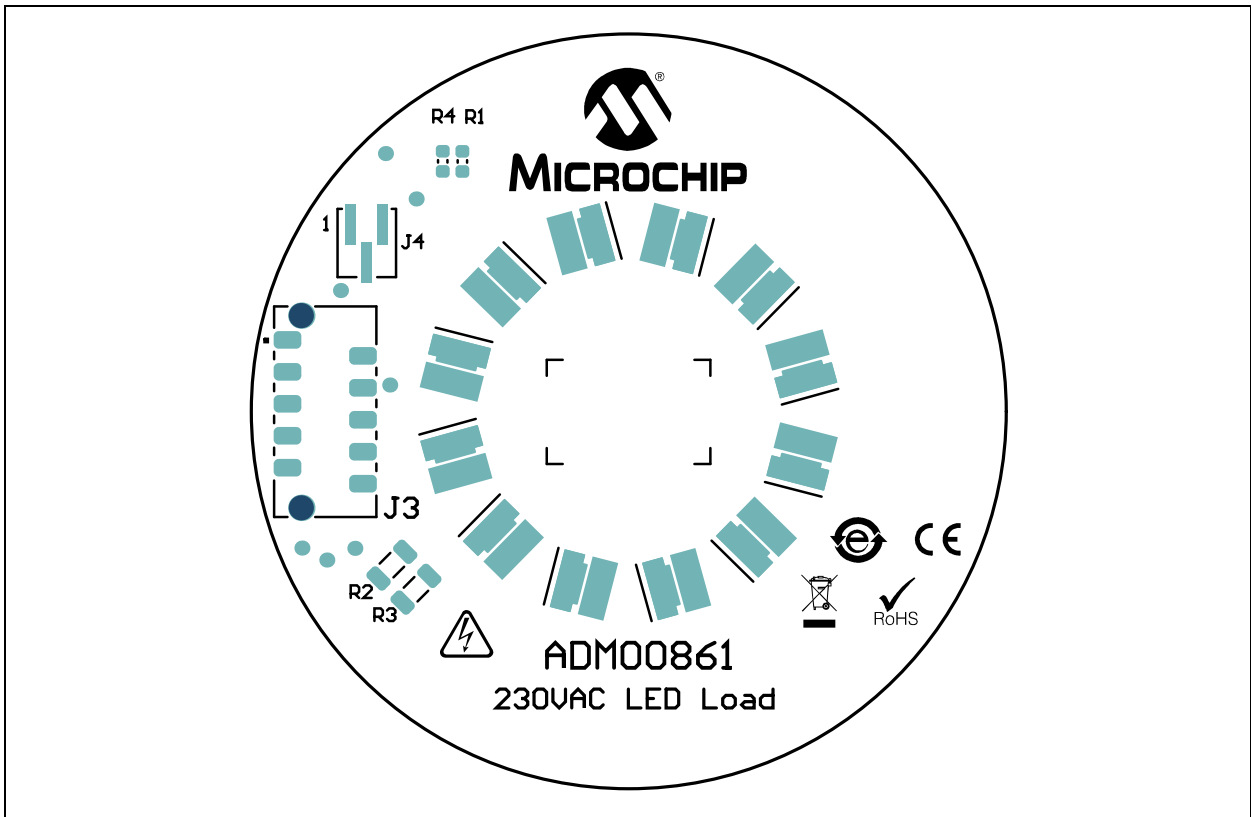 ®
MICROCHIP
R4 R1
1
J4
J3
R2
R3
e
CE
RoHS
ADM00861
230VAC LED Load